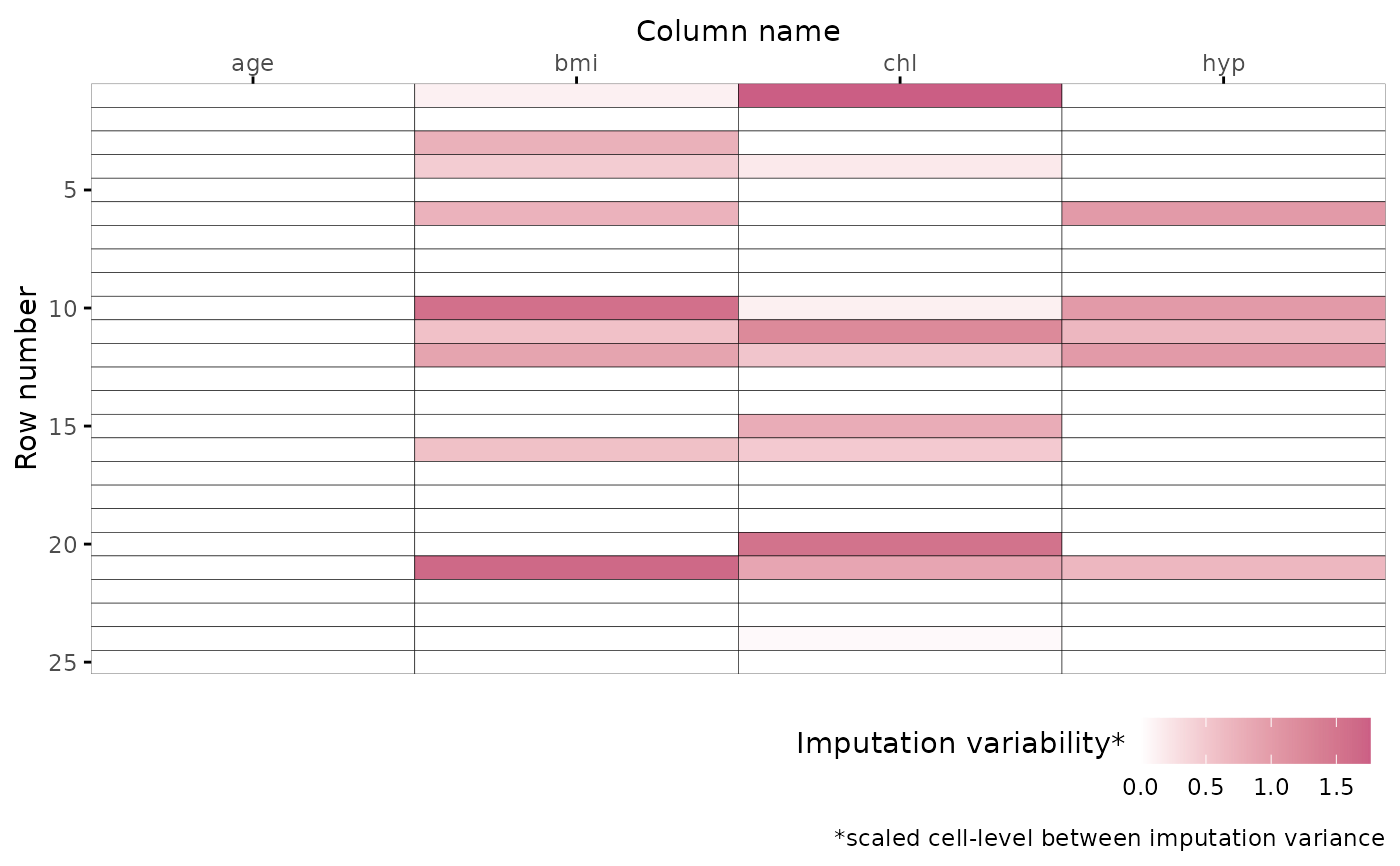 Column name
age bmi chl hyp
Row number
5
10
15
20
25
Imputation variability*
0.0 0.5 1.0 1.5
*scaled cell-level between imputation variance